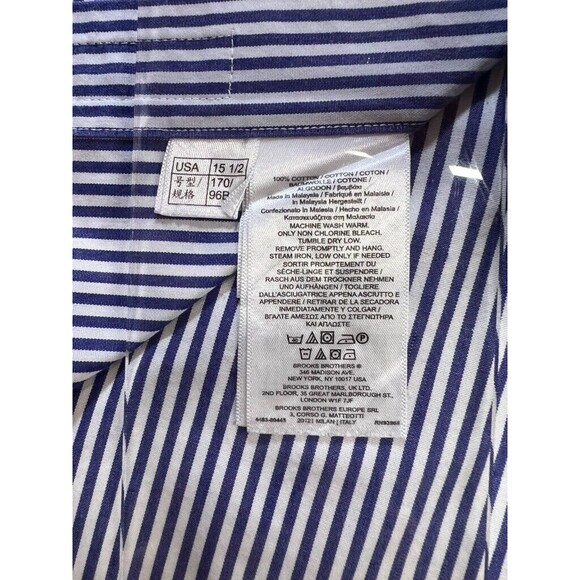 USA 15 1/2
号型/ 170/
规格 96B
100% COTTON / COTTON / COTON /
BAUMWOLLE / COTONE /
ALGODON / βαμβάκι
Made in Malaysia / Fabriqué en Malaisie /
in Malaysia Hergestellt /
Confezionato in Malesia / Hecho en Malasia /
Κατασκευάζεται στη Μαλαισία
MACHINE WASH WARM.
ONLY NON CHLORINE BLEACH.
TUMBLE DRY LOW.
REMOVE PROMPTLY AND HANG.
STEAM IRON, LOW ONLY IF NEEDED.
SORTIR PROMPTEMENT DU
SÈCHE-LINGE ET SUSPENDRE /
RASCH AUS DEM TROCKNER NEHMEN
UND AUFHÄNGEN / TOGLIERE
DALL'ASCIUGATRICE APPENA ASCIUTTO E
APPENDERE / RETIRAR DE LA SECADORA
INMEDIATAMENTE Y COLGAR /
ΒΓΑΛΤΕ ΑΜΕΣΩΣ ΑΠΟ ΤΟ ΣΤΕΓΝΩΤΗΡΑ
ΚΑΙ ΑΠΛΩΣΤΕ
BROOKS BROTHERS ®
346 MADISON AVE.
NEW YORK, NY 10017 USA
BROOKS BROTHERS, UK LTD.
2ND FLOOR, 35 GREAT MARLBOROUGH ST.,
LONDON W1F 7JF
BROOKS BROTHERS EUROPE SRL
3, CORSO G. MATTEOTTI
20121 MILAN | ITALY